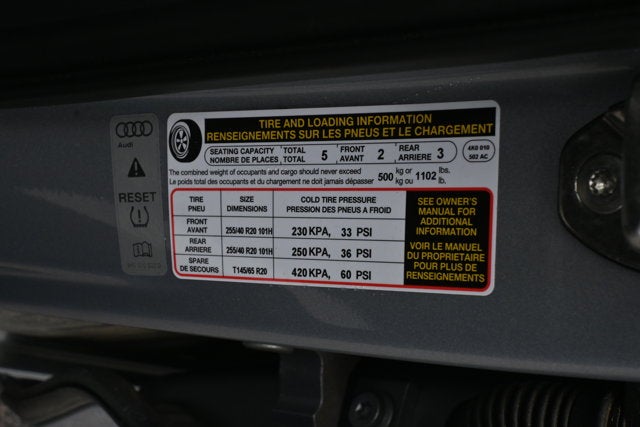 Audi
RESET
TIRE AND LOADING INFORMATION
RENSEIGNEMENTS SUR LES PNEUS ET LE CHARGEMENT
SEATING CAPACITY TOTAL 5 FRONT 2 REAR 3
NOMBRE DE PLACES TOTAL AVANT ARRIERE
4K0 010
502 AC
The combined weight of occupants and cargo should never exceed 500 kg or 1102 lbs.
Le poids total des occupants et du chargement ne doit jamais dépasser kg ou lb.
TIRE SIZE COLD TIRE PRESSURE
PNEU DIMENSIONS PRESSION DES PNEUS A FROID
FRONT
AVANT 255/40 R20 101H 230 KPA, 33 PSI
REAR
ARRIERE 255/40 R20 101H 250 KPA, 36 PSI
SPARE
DE SECOURS T145/65 R20 420 KPA, 60 PSI
SEE OWNER'S
MANUAL FOR
ADDITIONAL
INFORMATION
VOIR LE MANUEL
DU PROPRIETAIRE
POUR PLUS DE
RENSEIGNEMENTS